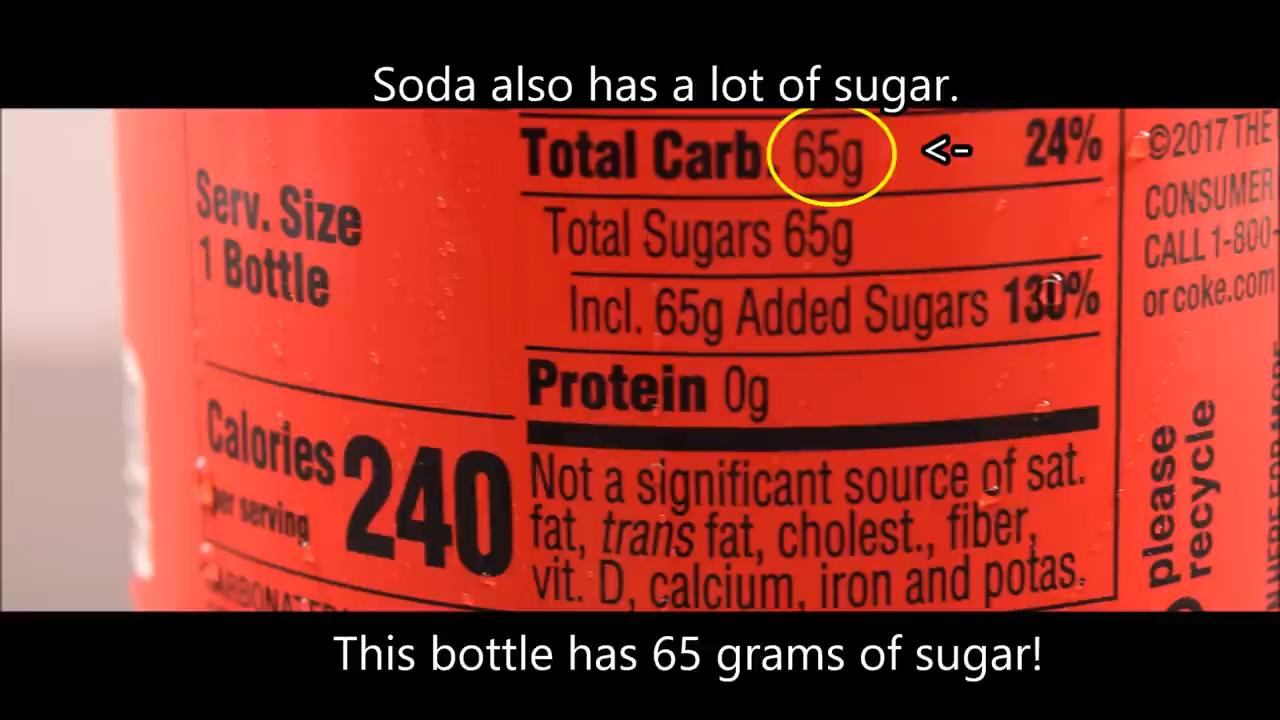 Soda also has a lot of sugar.
Serv. Size
1 Bottle
Calories 240
per serving
Total Carb. 65g <- 24%
Total Sugars 65g
Incl. 65g Added Sugars 130%
Protein 0g
Not a significant source of sat.
fat, trans fat, cholest., fiber,
vit. D, calcium, iron and potas.
©2017 THE
CONSUMER
CALL 1-800-
or coke.com
please
recycle
This bottle has 65 grams of sugar!